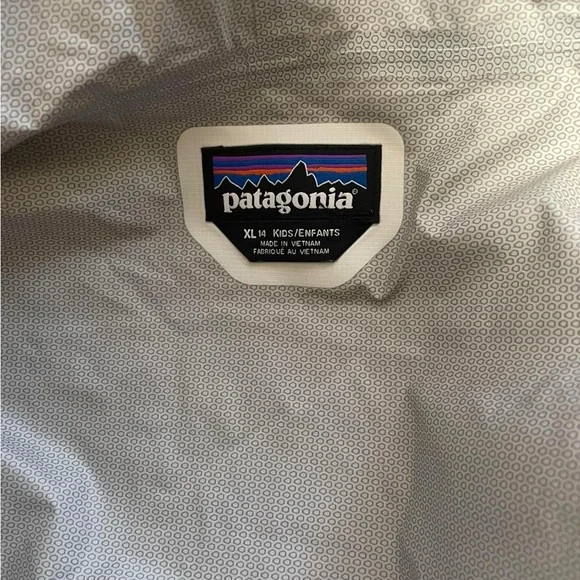 patagonia®
XL 14 KIDS/ENFANTS
MADE IN VIETNAM
FABRIQUÉ AU VIETNAM